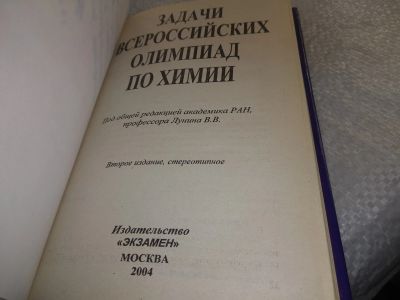 ЗАДАЧИ
ВСЕРОССИЙСКИХ
ОЛИМПИАД
ПО ХИМИИ
Под общей редакцией академика РАН,
профессора Лунина В.В.
Второе издание, стереотипное
Издательство
«ЭКЗАМЕН»
МОСКВА
2004